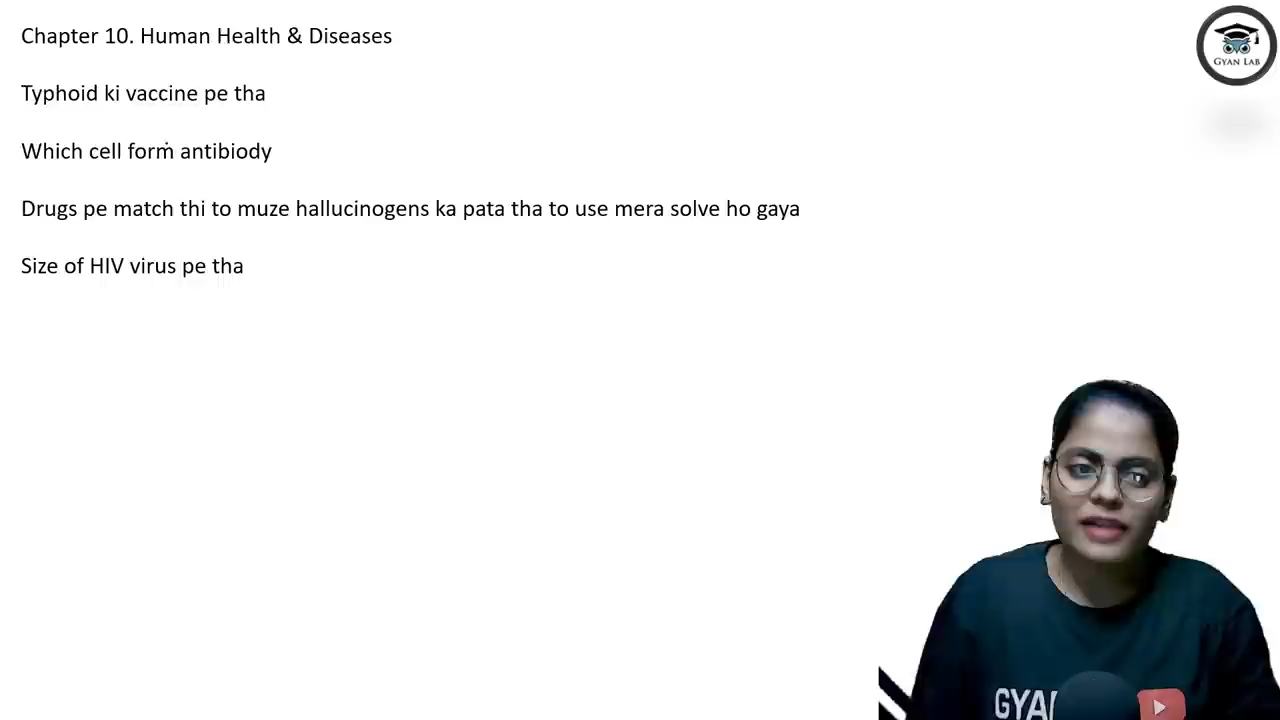 Chapter 10. Human Health & Diseases
GYAN LAB
Typhoid ki vaccine pe tha
Which cell form antibiody
Drugs pe match thi to muze hallucinogens ka pata tha to use mera solve ho gaya
Size of HIV virus pe tha
GYAN